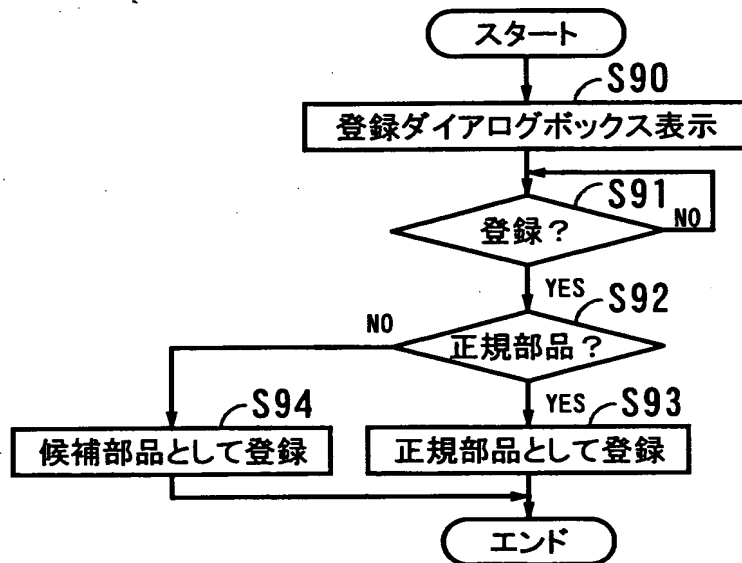 スタート
S90
登録ダイアログボックス表示
S91
登録？
NO
YES
S92
NO
正規部品？
YES
S94
S93
候補部品として登録
正規部品として登録
エンド